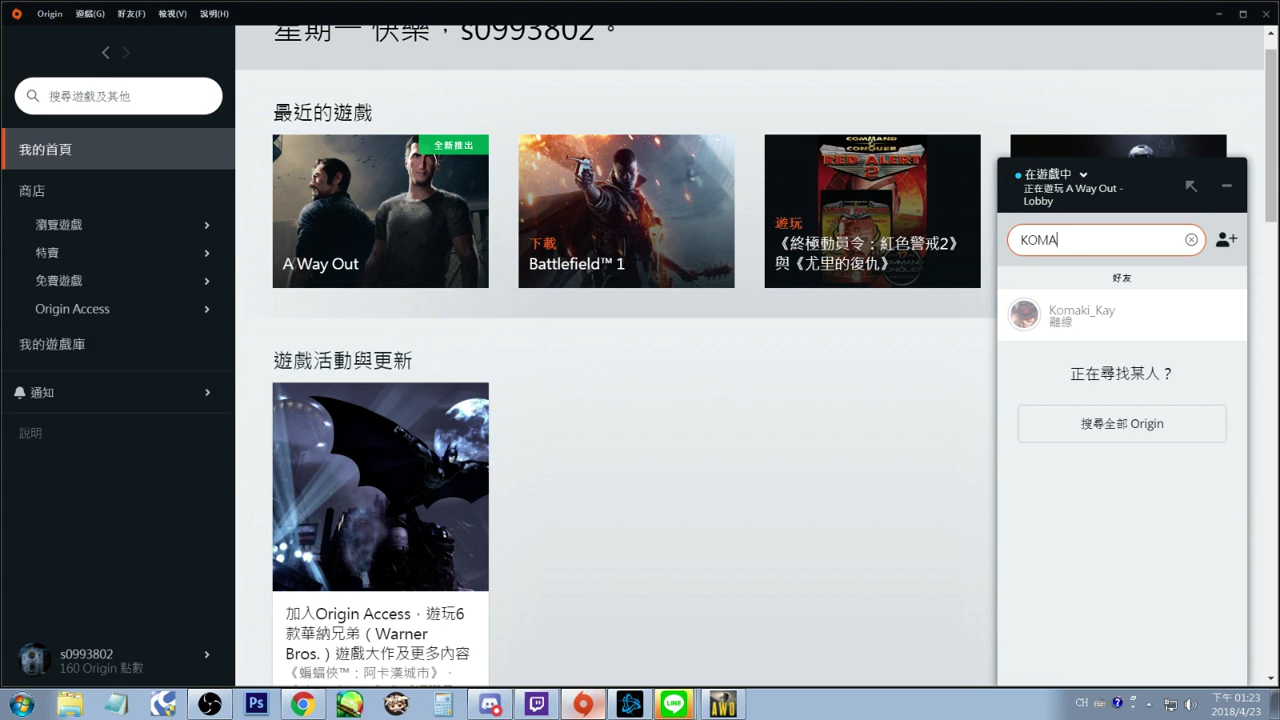 Origin 遊戲(G) 好友(F) 檢視(V) 說明(H)
星期一 快樂，s0993802。
搜尋遊戲及其他
我的首頁
商店
瀏覽遊戲
特賣
免費遊戲
Origin Access
我的遊戲庫
通知
說明
s0993802
160 Origin 點數
最近的遊戲
全新推出
A Way Out
下載
Battlefield™ 1
COMMAND
CONQUER
RED ALERT
2
遊玩
《終極動員令：紅色警戒2》
與《尤里的復仇》
遊戲活動與更新
加入Origin Access，遊玩6
款華納兄弟（Warner
Bros.）遊戲大作及更多內容
《蝙蝠俠™：阿卡漢城市》、
在遊戲中
正在遊玩 A Way Out -
Lobby
KOMA
好友
Komaki_Kay
離線
正在尋找某人？
搜尋全部 Origin
Ps
LINE
AWO
CH
下午 01:23
2018/4/23